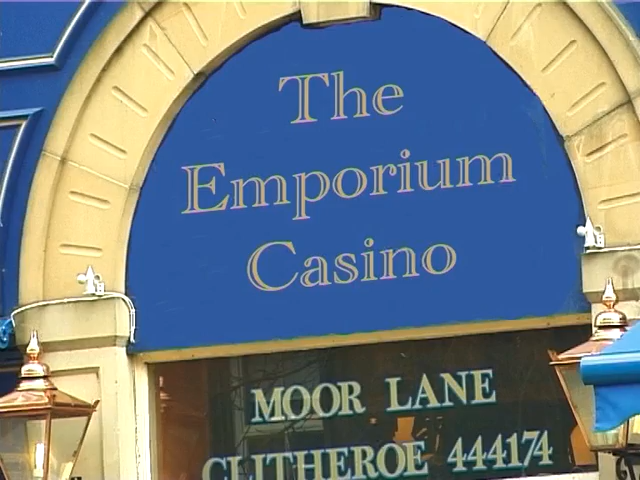 The
Emporium
Casino
MOOR LANE
CLITHEROE 444174